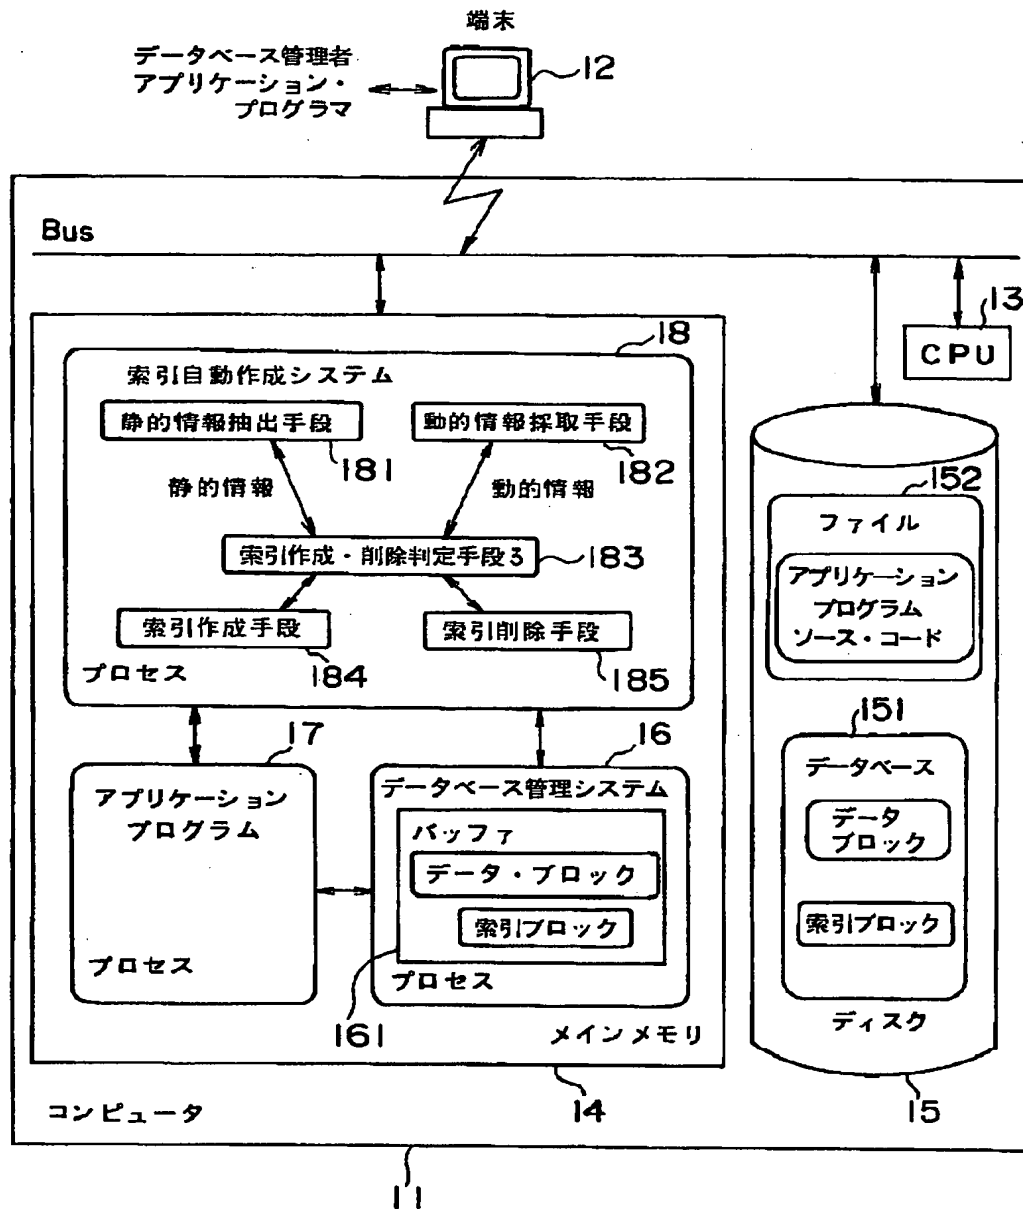 端末
データベース管理者
アプリケーション・
プログラマ
12
Bus
13
CPU
18
索引自動作成システム
静的情報抽出手段
動的情報採取手段
181
182
静的情報
動的情報
索引作成・削除判定手段る
183
索引作成手段
索引削除手段
184
185
プロセス
152
ファイル
アプリケーション
プログラム
ソース・コード
17
アプリケーション
プログラム
プロセス
16
データベース管理システム
バッファ
データ・ブロック
索引ブロック
プロセス
161
メインメモリ
14
151
データベース
データ
ブロック
索引ブロック
ディスク
15
コンピュータ
11